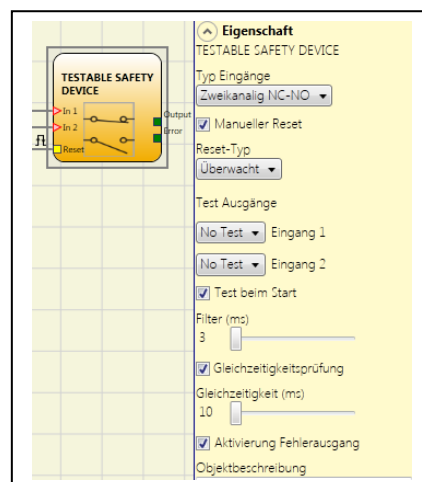 TESTABLE SAFETY
DEVICE
In 1
In 2
Reset
Output
Error
Eigenschaft
TESTABLE SAFETY DEVICE
Typ Eingänge
Zweikanalig NC-NO
Manueller Reset
Reset-Typ
Überwacht
Test Ausgänge
No Test Eingang 1
No Test Eingang 2
Test beim Start
Filter (ms)
3
Gleichzeitigkeitsprüfung
Gleichzeitigkeit (ms)
10
Aktivierung Fehlerausgang
Objektbeschreibung